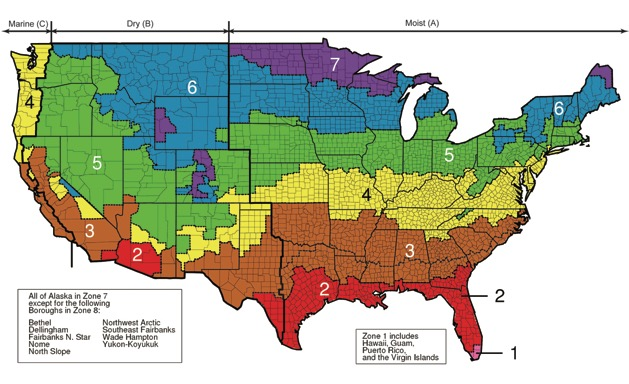 Marine (C) Dry (B) Moist (A)
7
6
4
6
5
5
4
3
3
2
2
2
1
All of Alaska in Zone 7
except for the following
Boroughs in Zone 8:
Bethel Northwest Arctic
Dellingham Southeast Fairbanks
Fairbanks N. Star Wade Hampton
Nome Yukon-Koyukuk
North Slope
Zone 1 includes
Hawaii, Guam,
Puerto Rico,
and the Virgin Islands